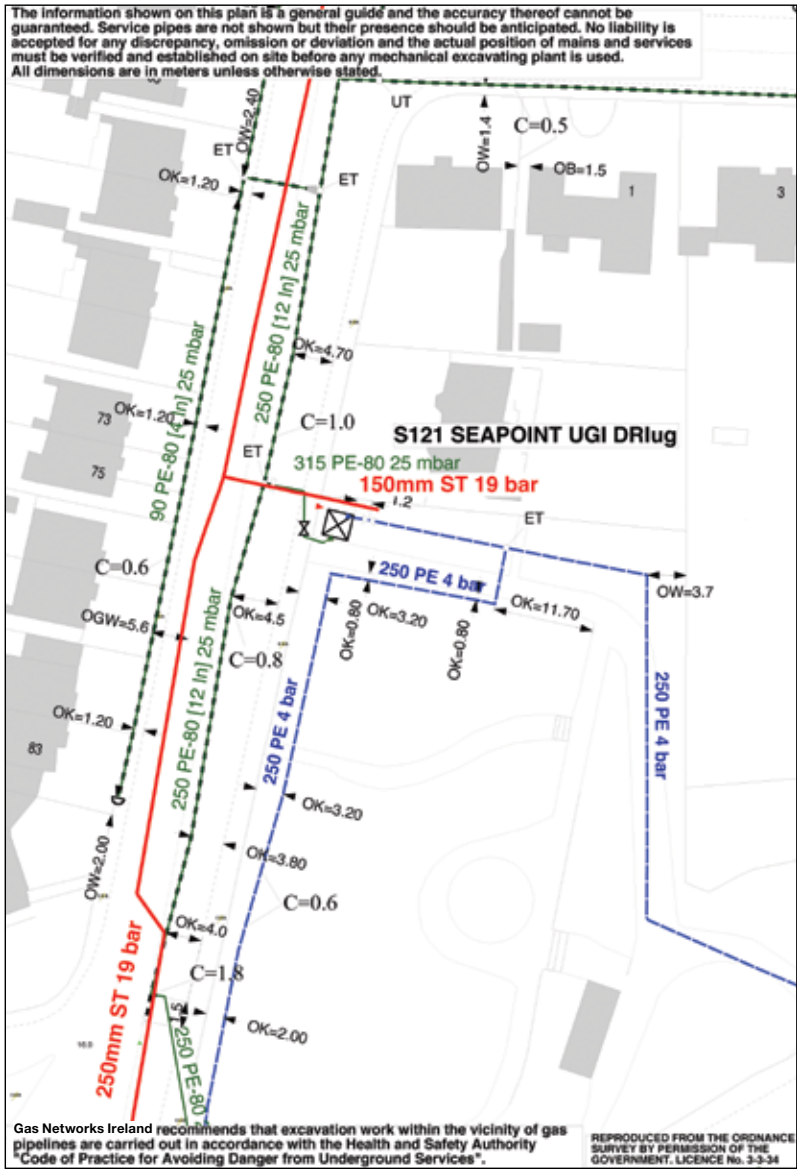 The information shown on this plan is a general guide and the accuracy thereof cannot be
guaranteed. Service pipes are not shown but their presence should be anticipated. No liability is
accepted for any discrepancy, omission or deviation and the actual position of mains and services
must be verified and established on site before any mechanical excavating plant is used.
All dimensions are in meters unless otherwise stated.
OW=2.40
UT
OW=1.4
C=0.5
ET
OK=1.20
ET
OB=1.5
1
3
250 PE-80 [12 In] 25 mbar
OK=4.70
90 PE-80 [4 In] 25 mbar
73
OK=1.20
C=1.0
S121 SEAPOINT UGI DRIug
ET
315 PE-80 25 mbar
75
150mm ST 19 bar
1.2
ET
C=0.6
250 PE 4 bar
OW=3.7
OK=4.5
OK=0.80
OK=3.20
OK=0.80
OK=11.70
OGW=5.6
C=0.8
250 PE-80 [12 In] 25 mbar
250 PE 4 bar
250 PE 4 bar
OK=1.20
83
OK=3.20
OW=2.00
OK=3.80
C=0.6
OK=4.0
250mm ST 19 bar
C=1.8
1.5
OK=2.00
250 PE-80
Gas Networks Ireland recommends that excavation work within the vicinity of gas
pipelines are carried out in accordance with the Health and Safety Authority
"Code of Practice for Avoiding Danger from Underground Services".
REPRODUCED FROM THE ORDNANCE
SURVEY BY PERMISSION OF THE
GOVERNMENT. LICENCE No. 3-3-34